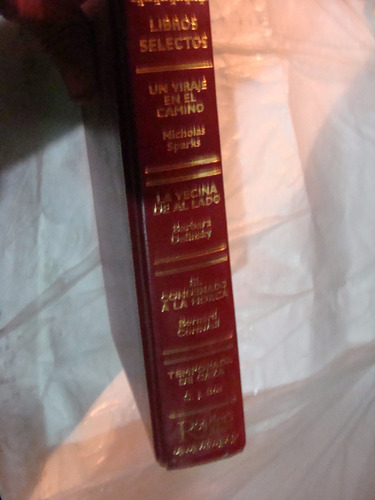 LIBROS
SELECTOS
UN VIRAJE
EN EL
CAMINO
Nicholas
Sparks
LA VECINA
DE AL LADO
Barbara
Delinsky
EL
CONDENADO
A LA HORCA
Bernard
Cornwell
TEMPORADA
DE CAZA
C. J. Box
Reader's